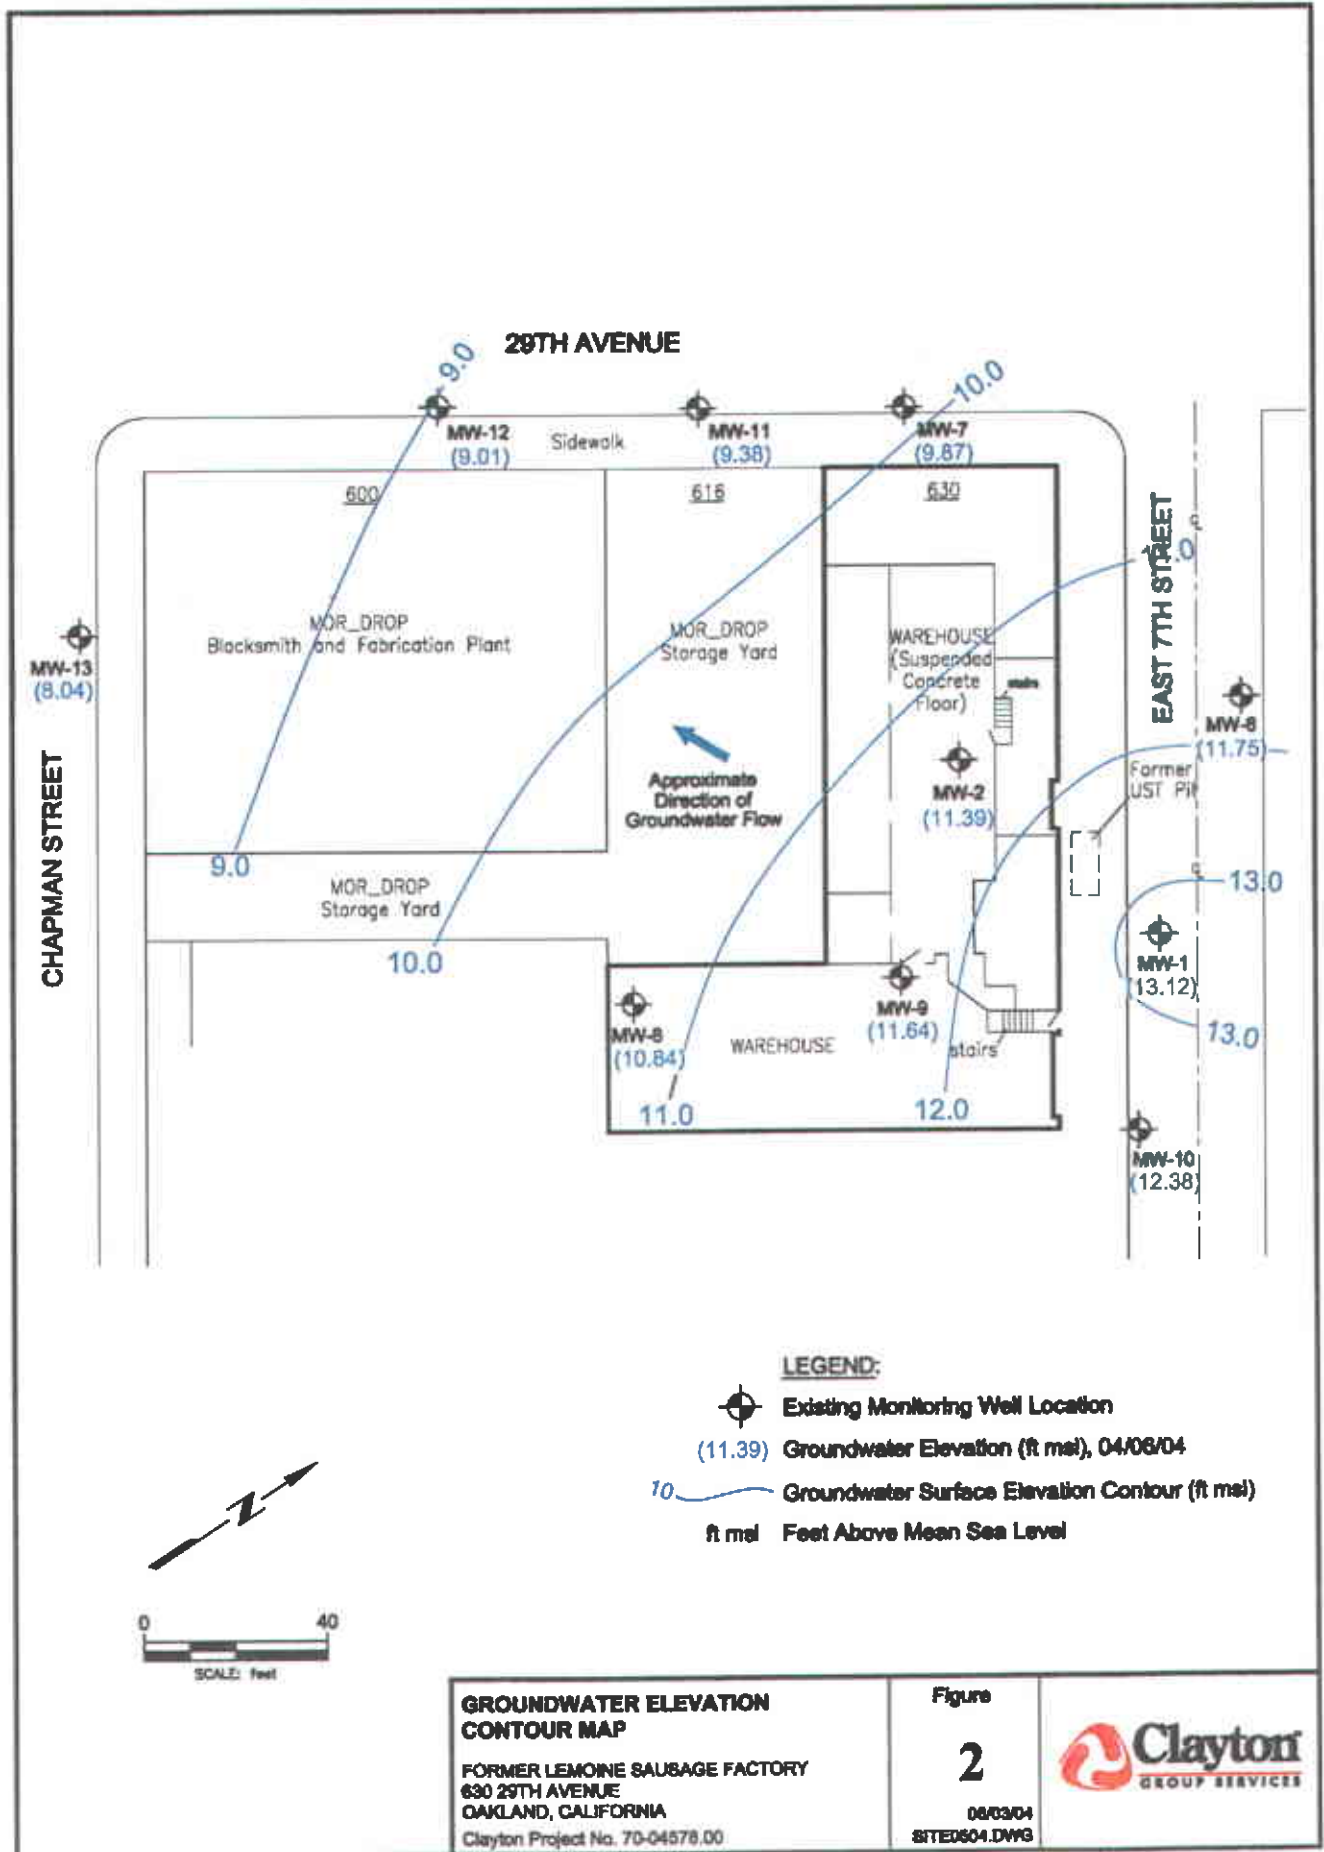 29TH AVENUE
9.0
10.0
MW-12
(9.01)
Sidewalk
MW-11
(9.38)
MW-7
(9.87)
600
616
630
EAST 7TH STREET
.0
MOR_DROP
Blacksmith and Fabrication Plant
MOR_DROP
Storage Yard
WAREHOUSE
(Suspended
Concrete
Floor)
stairs
MW-13
(8.04)
MW-8
(11.75)
Former
UST Pit
MW-2
(11.39)
Approximate
Direction of
Groundwater Flow
CHAPMAN STREET
9.0
MOR_DROP
Storage Yard
10.0
13.0
MW-1
(13.12)
13.0
MW-9
(11.64)
MW-6
(10.84)
WAREHOUSE
stairs
11.0
12.0
MW-10
(12.38)
LEGEND:
Existing Monitoring Well Location
(11.39) Groundwater Elevation (ft msl), 04/06/04
10 Groundwater Surface Elevation Contour (ft msl)
ft msl Feet Above Mean Sea Level
N
0 40
SCALE: feet
GROUNDWATER ELEVATION
CONTOUR MAP
FORMER LEMOINE SAUSAGE FACTORY
630 29TH AVENUE
OAKLAND, CALIFORNIA
Clayton Project No. 70-04578.00
Figure
2
06/03/04
SITE0604.DWG
Clayton
GROUP SERVICES